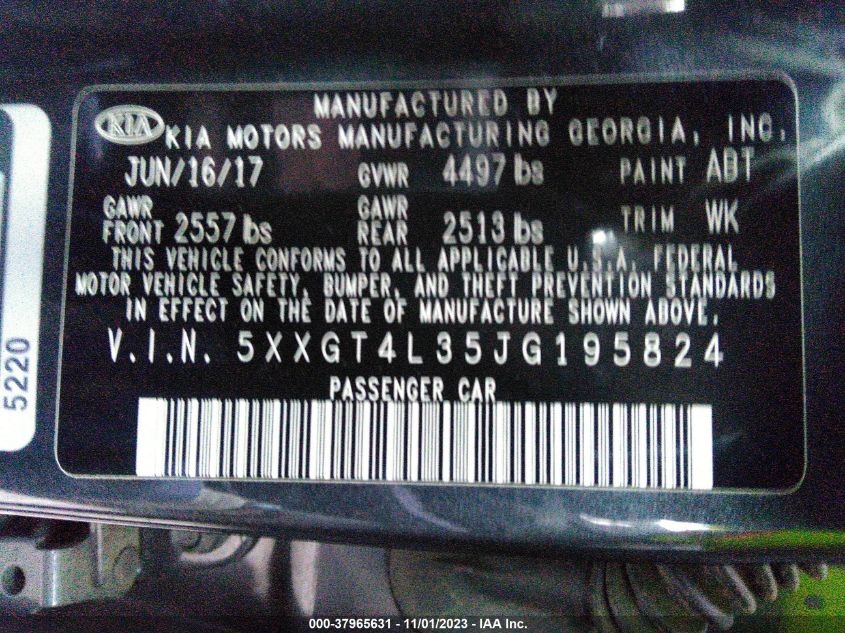 MANUFACTURED BY
KIA KIA MOTORS MANUFACTURING GEORGIA, INC.
JUN/16/17 GVWR 4497 lbs PAINT ABT
GAWR FRONT 2557 lbs GAWR REAR 2513 lbs TRIM WK
THIS VEHICLE CONFORMS TO ALL APPLICABLE U.S.A. FEDERAL
MOTOR VEHICLE SAFETY, BUMPER, AND THEFT PREVENTION STANDARDS
IN EFFECT ON THE DATE OF MANUFACTURE SHOWN ABOVE.
V.I.N. 5XXGT4L35JG195824
PASSENGER CAR
5220
000-37965631 - 11/01/2023 - IAA Inc.